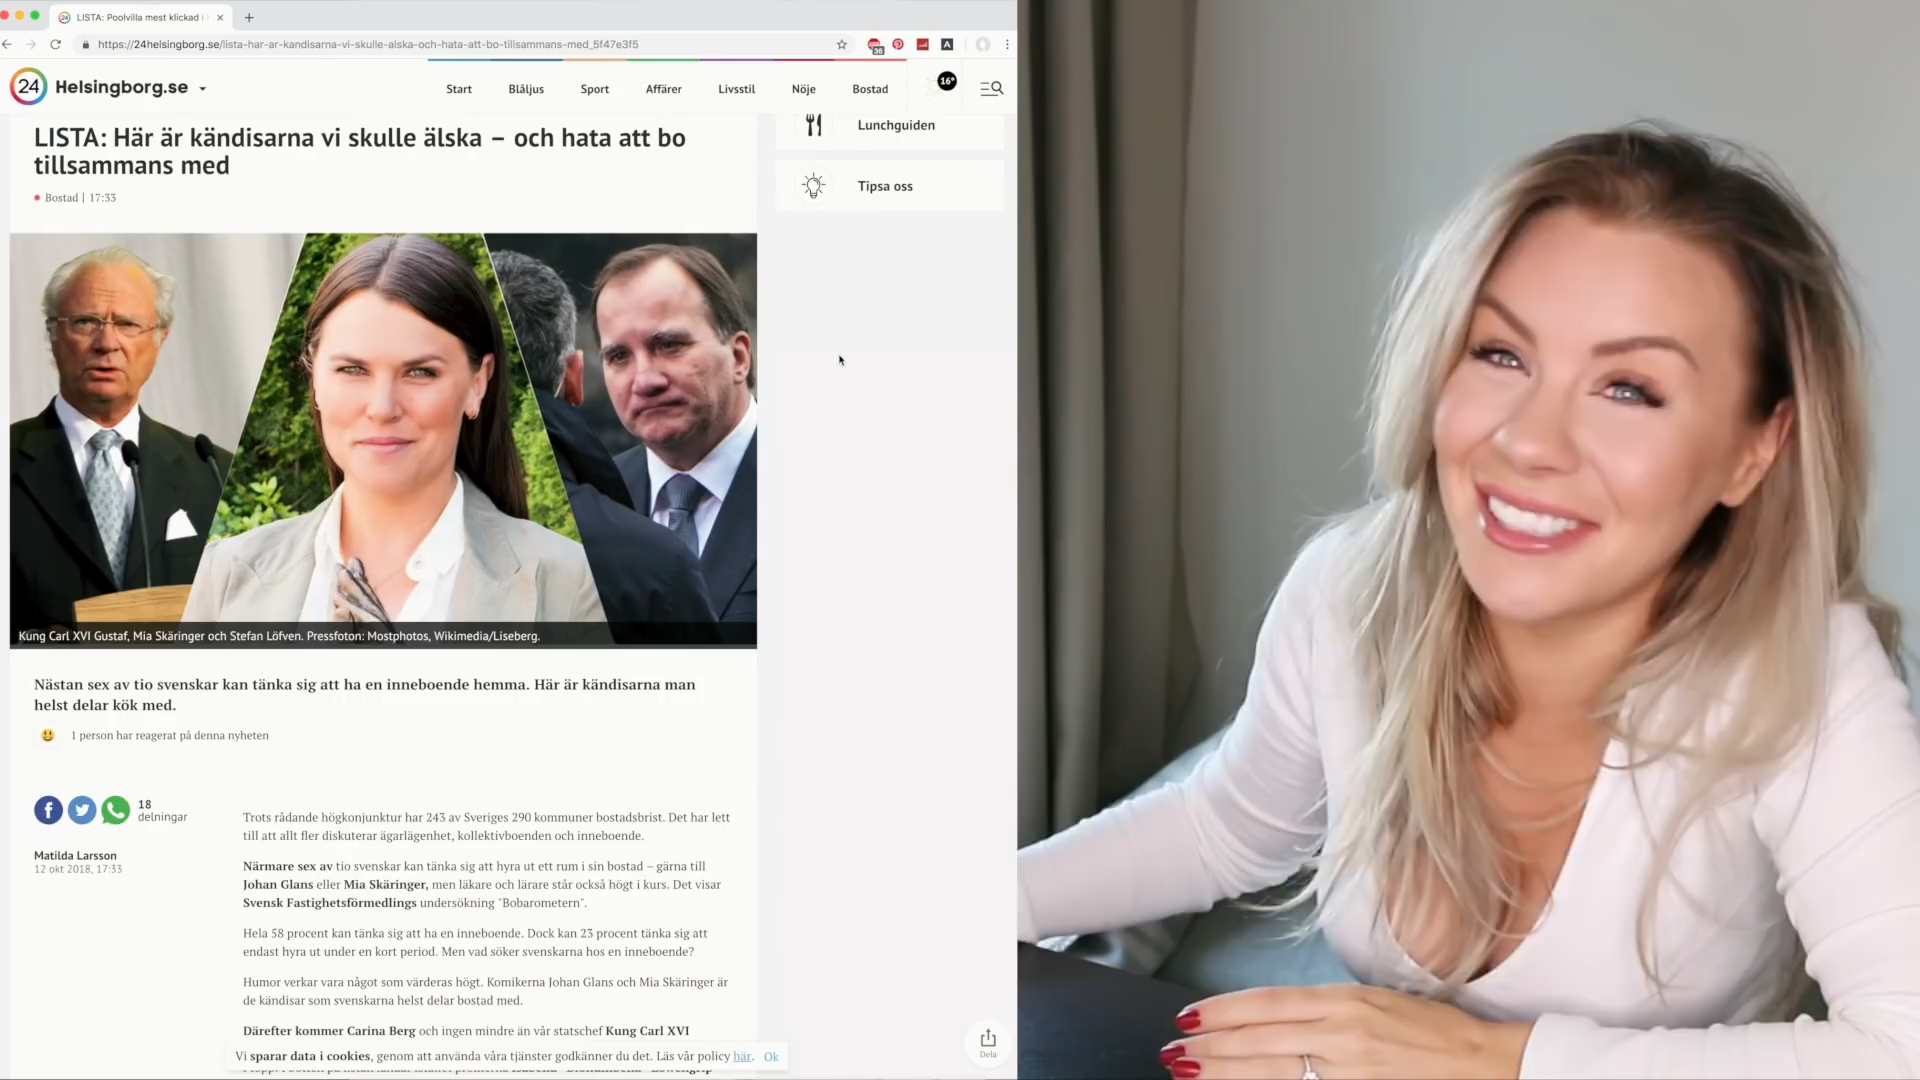 LISTA: Poolvilla mest klickad i
https://24helsingborg.se/lista-har-ar-kandisarna-vi-skulle-alska-och-hata-att-bo-tillsammans-med_5f47e3f5
24 Helsingborg.se
Start Blåljus Sport Affärer Livsstil Nöje Bostad 16°
LISTA: Här är kändisarna vi skulle älska – och hata att bo
tillsammans med
Bostad | 17:33
Lunchguiden
Tipsa oss
Kung Carl XVI Gustaf, Mia Skäringer och Stefan Löfven. Pressfoton: Mostphotos, Wikimedia/Liseberg.
Nästan sex av tio svenskar kan tänka sig att ha en inneboende hemma. Här är kändisarna man
helst delar kök med.
1 person har reagerat på denna nyheten
18
delningar
Matilda Larsson
12 okt 2018, 17:33
Trots rådande högkonjunktur har 243 av Sveriges 290 kommuner bostadsbrist. Det har lett
till att allt fler diskuterar ägarlägenhet, kollektivboenden och inneboende.
Närmare sex av tio svenskar kan tänka sig att hyra ut ett rum i sin bostad – gärna till
Johan Glans eller Mia Skäringer, men läkare och lärare står också högt i kurs. Det visar
Svensk Fastighetsförmedlings undersökning "Bobarometern".
Hela 58 procent kan tänka sig att ha en inneboende. Dock kan 23 procent tänka sig att
endast hyra ut under en kort period. Men vad söker svenskarna hos en inneboende?
Humor verkar vara något som värderas högt. Komikerna Johan Glans och Mia Skäringer är
de kändisar som svenskarna helst delar bostad med.
Därefter kommer Carina Berg och ingen mindre än vår statschef Kung Carl XVI
Vi sparar data i cookies, genom att använda våra tjänster godkänner du det. Läs vår policy här. Ok
Dela